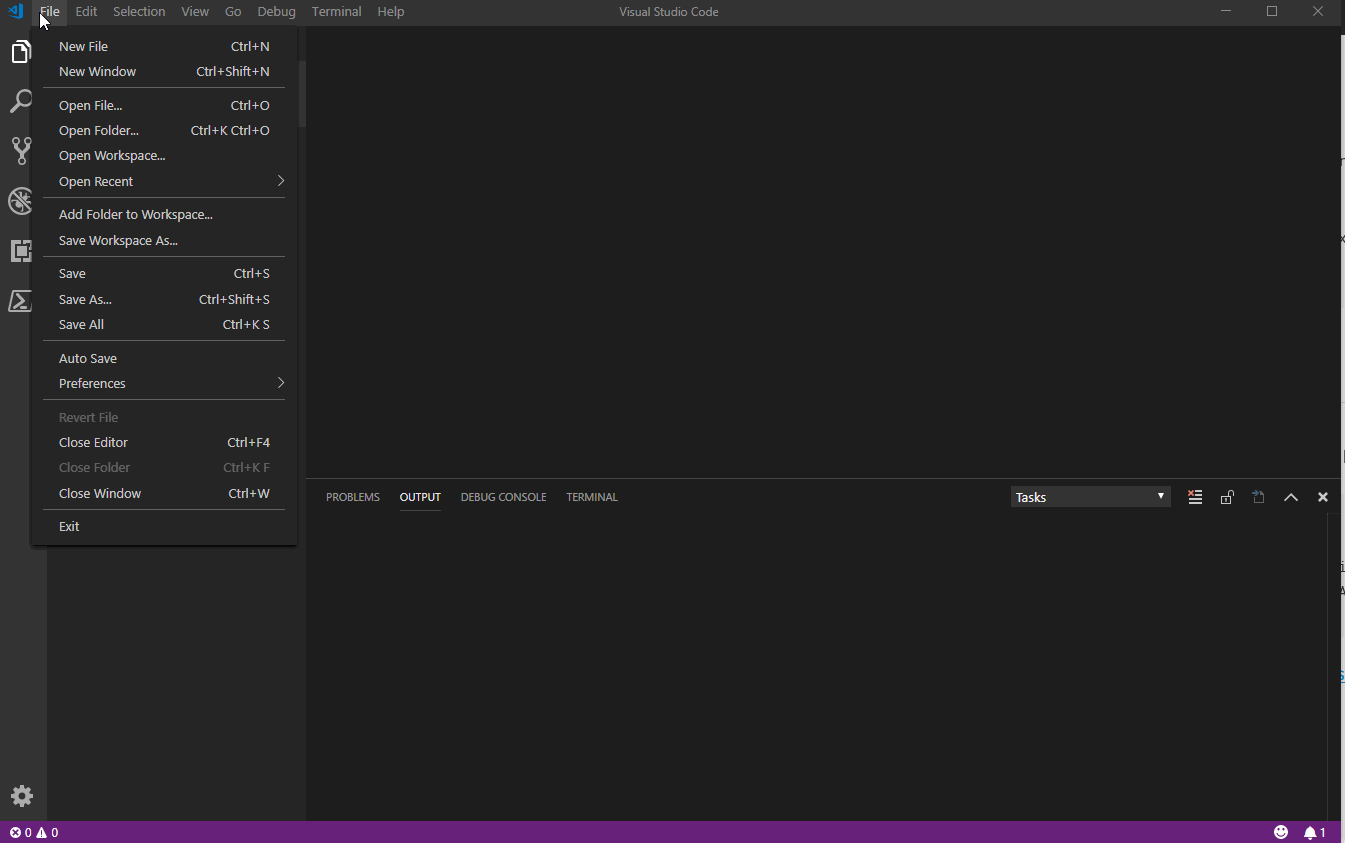 File Edit Selection View Go Debug Terminal Help Visual Studio Code
New File Ctrl+N
New Window Ctrl+Shift+N
Open File... Ctrl+O
Open Folder... Ctrl+K Ctrl+O
Open Workspace...
Open Recent
Add Folder to Workspace...
Save Workspace As...
Save Ctrl+S
Save As... Ctrl+Shift+S
Save All Ctrl+K S
Auto Save
Preferences
Revert File
Close Editor Ctrl+F4
Close Folder Ctrl+K F
Close Window Ctrl+W
Exit
PROBLEMS OUTPUT DEBUG CONSOLE TERMINAL Tasks
0 0 1